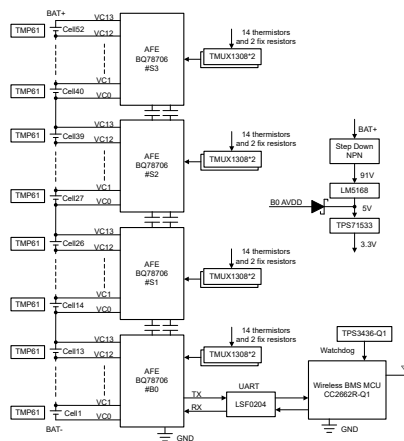 BAT+
TMP61
Cell52
VC13
VC12
AFE
BQ78706
#S3
14 thermistors
and 2 fix resistors
TMUX1308*2
TMP61
Cell40
VC1
VC0
TMP61
Cell39
VC13
VC12
AFE
BQ78706
#S2
14 thermistors
and 2 fix resistors
TMUX1308*2
TMP61
Cell27
VC1
VC0
BAT+
Step Down
NPN
91V
LM5168
B0 AVDD
5V
TPS71533
3.3V
TMP61
Cell26
VC13
VC12
AFE
BQ78706
#S1
14 thermistors
and 2 fix resistors
TMUX1308*2
TMP61
Cell14
VC1
VC0
TMP61
Cell13
VC13
VC12
AFE
BQ78706
#B0
14 thermistors
and 2 fix resistors
TMUX1308*2
TMP61
Cell1
VC1
VC0
BAT-
GND
TX
RX
UART
LSF0204
TPS3436-Q1
Watchdog
Wireless BMS MCU
CC2662R-Q1
GND